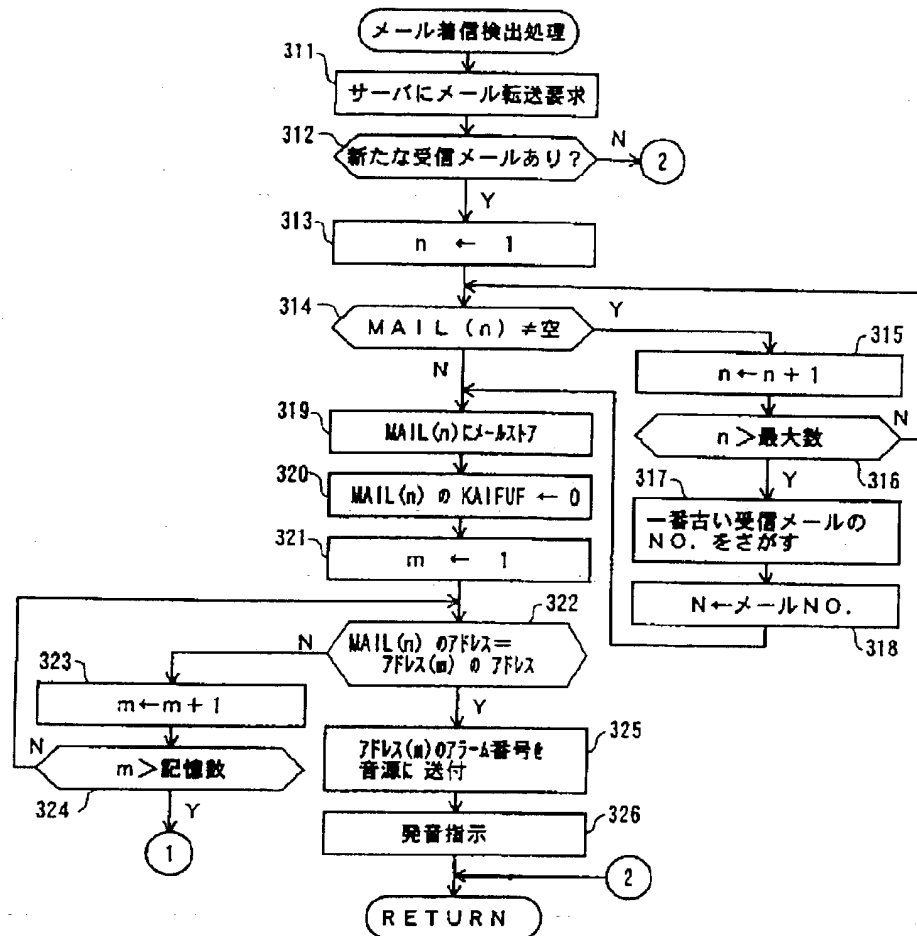 メール着信検出処理
311
サーバにメール転送要求
312
新たな受信メールあり?
N
2
Y
313
n ← 1
314
MAIL (n) ≠空
Y
N
315
n←n+1
n>最大数
N
316
Y
317
一番古い受信メールの
NO. をさがす
N←メールNO.
318
319
MAIL(n)にメールストア
320
MAIL(n) の KAIFUF ← 0
321
m ← 1
322
MAIL(n) のアドレス=
アドレス(m) の アドレス
N
Y
323
m←m+1
m>記憶数
N
324
Y
1
325
アドレス(m)のアラーム番号を
音源に 送付
326
発音指示
2
RETURN